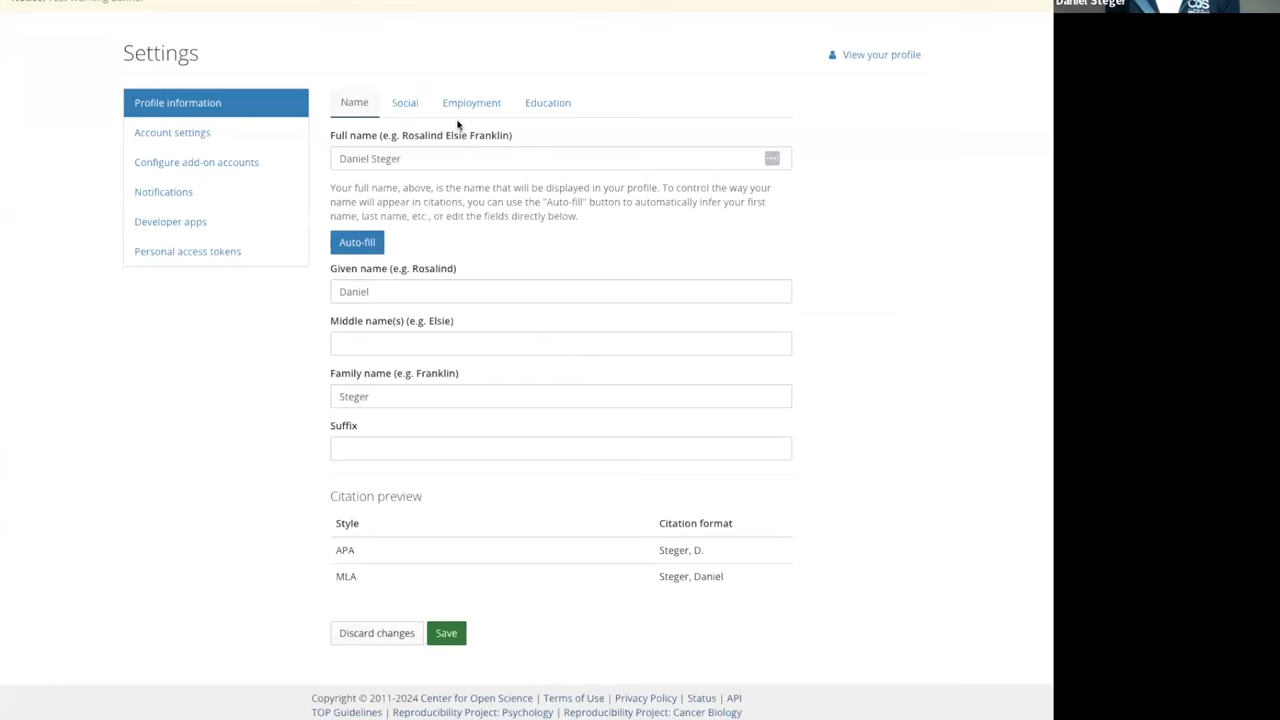 Daniel Steger
Settings
View your profile
Profile information
Account settings
Configure add-on accounts
Notifications
Developer apps
Personal access tokens
Name
Social
Employment
Education
Full name (e.g. Rosalind Elsie Franklin)
Daniel Steger
Your full name, above, is the name that will be displayed in your profile. To control the way your
name will appear in citations, you can use the "Auto-fill" button to automatically infer your first
name, last name, etc., or edit the fields directly below.
Auto-fill
Given name (e.g. Rosalind)
Daniel
Middle name(s) (e.g. Elsie)
Family name (e.g. Franklin)
Steger
Suffix
Citation preview
Style Citation format
APA Steger, D.
MLA Steger, Daniel
Discard changes
Save
Copyright © 2011-2024 Center for Open Science | Terms of Use | Privacy Policy | Status | API
TOP Guidelines | Reproducibility Project: Psychology | Reproducibility Project: Cancer Biology